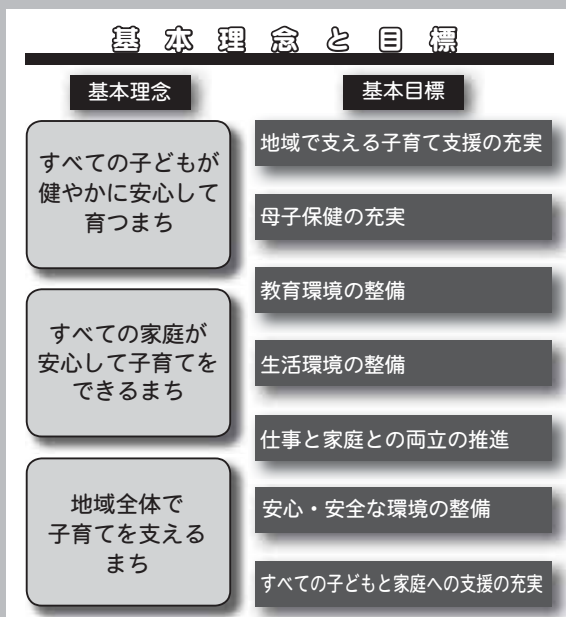 基本理念と目標
基本理念
すべての子どもが
健やかに安心して
育つまち
すべての家庭が
安心して子育てを
できるまち
地域全体で
子育てを支える
まち
基本目標
地域で支える子育て支援の充実
母子保健の充実
教育環境の整備
生活環境の整備
仕事と家庭との両立の推進
安心・安全な環境の整備
すべての子どもと家庭への支援の充実